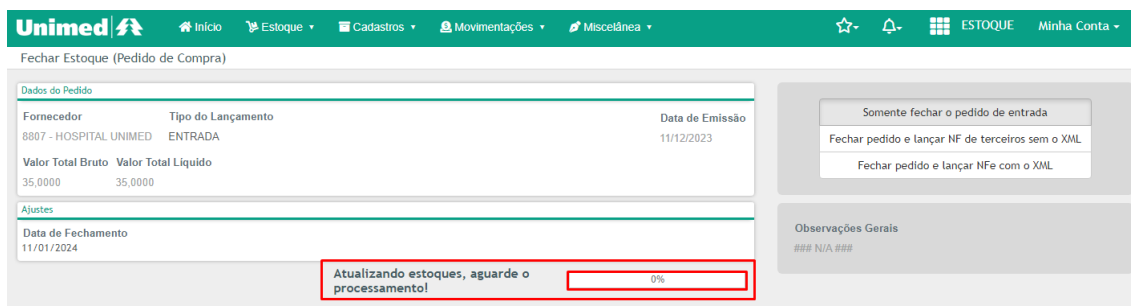 Unimed Início Estoque Cadastros Movimentações Miscelânea ESTOQUE Minha Conta
Fechar Estoque (Pedido de Compra)
Dados do Pedido
Fornecedor Tipo do Lançamento Data de Emissão
8807 - HOSPITAL UNIMED ENTRADA 11/12/2023
Valor Total Bruto Valor Total Líquido
35,0000 35,0000
Somente fechar o pedido de entrada
Fechar pedido e lançar NF de terceiros sem o XML
Fechar pedido e lançar NFe com o XML
Ajustes
Data de Fechamento
11/01/2024
Observações Gerais
### N/A ###
Atualizando estoques, aguarde o
processamento!
0%